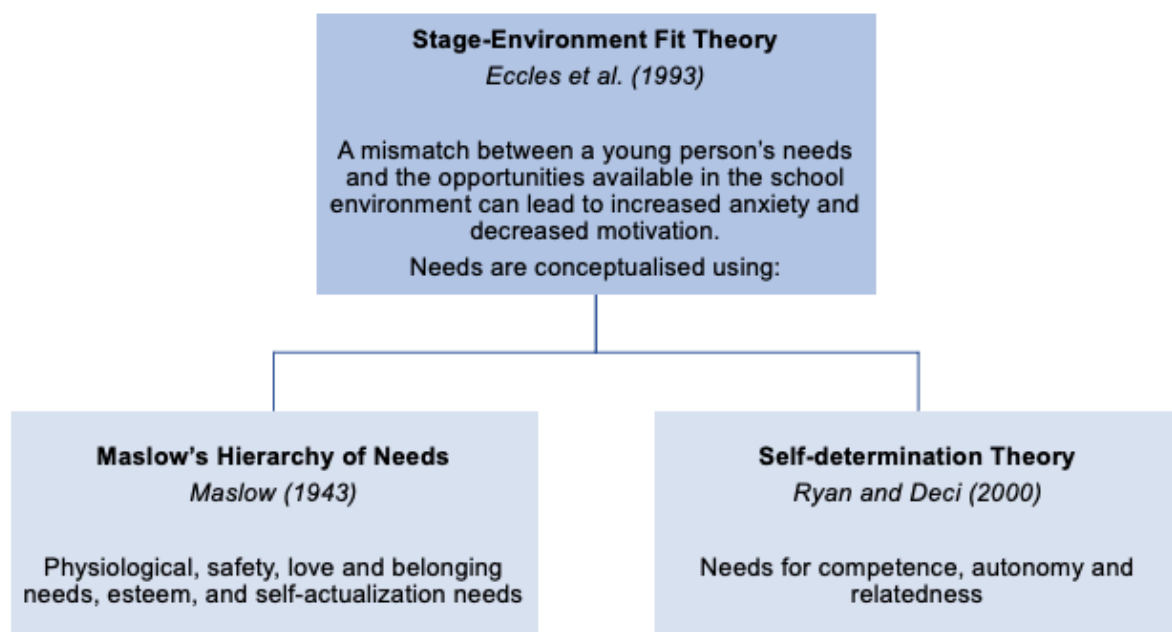 Stage-Environment Fit Theory
Eccles et al. (1993)
A mismatch between a young person’s needs
and the opportunities available in the school
environment can lead to increased anxiety and
decreased motivation.
Needs are conceptualised using:
Maslow’s Hierarchy of Needs
Maslow (1943)
Physiological, safety, love and belonging
needs, esteem, and self-actualization needs
Self-determination Theory
Ryan and Deci (2000)
Needs for competence, autonomy and
relatedness